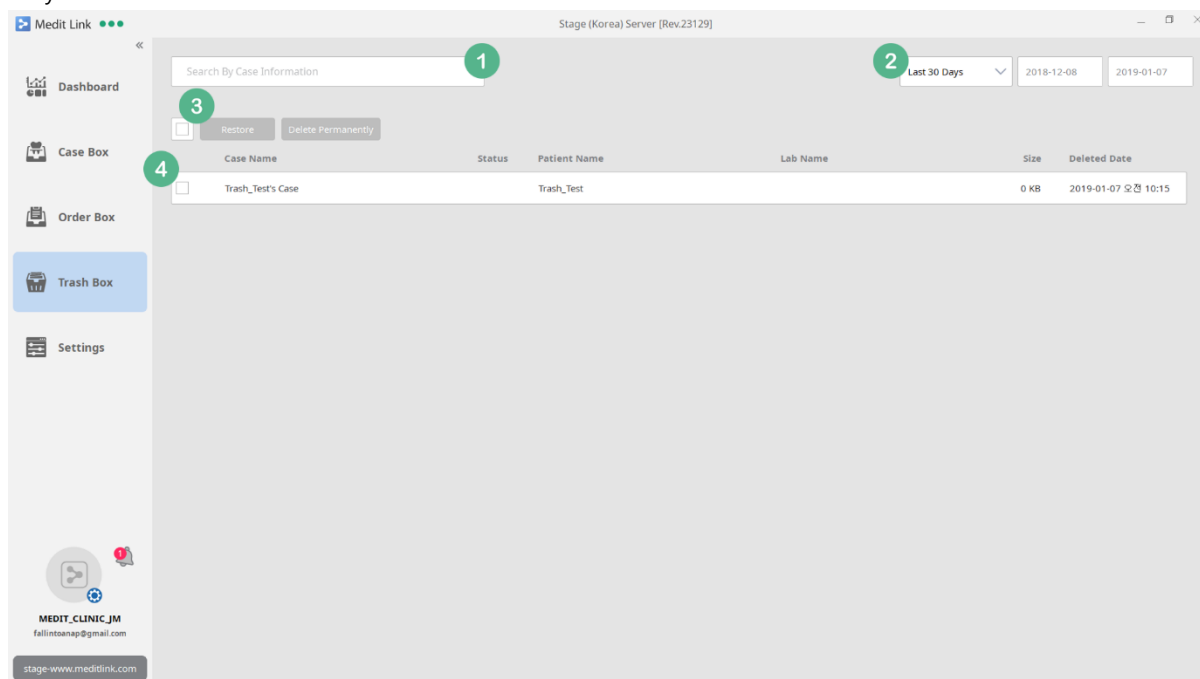 Medit Link
Stage (Korea) Server [Rev.23129]
Dashboard
Case Box
Order Box
Trash Box
Settings
1
MEDIT_CLINIC_JM
fallintoanap@gmail.com
stage-www.meditlink.com
Search By Case Information
1
2
Last 30 Days
2018-12-08
2019-01-07
3
Restore
Delete Permanently
Case Name Status Patient Name Lab Name Size Deleted Date
4
Trash_Test's Case Trash_Test 0 KB 2019-01-07 오전 10:15